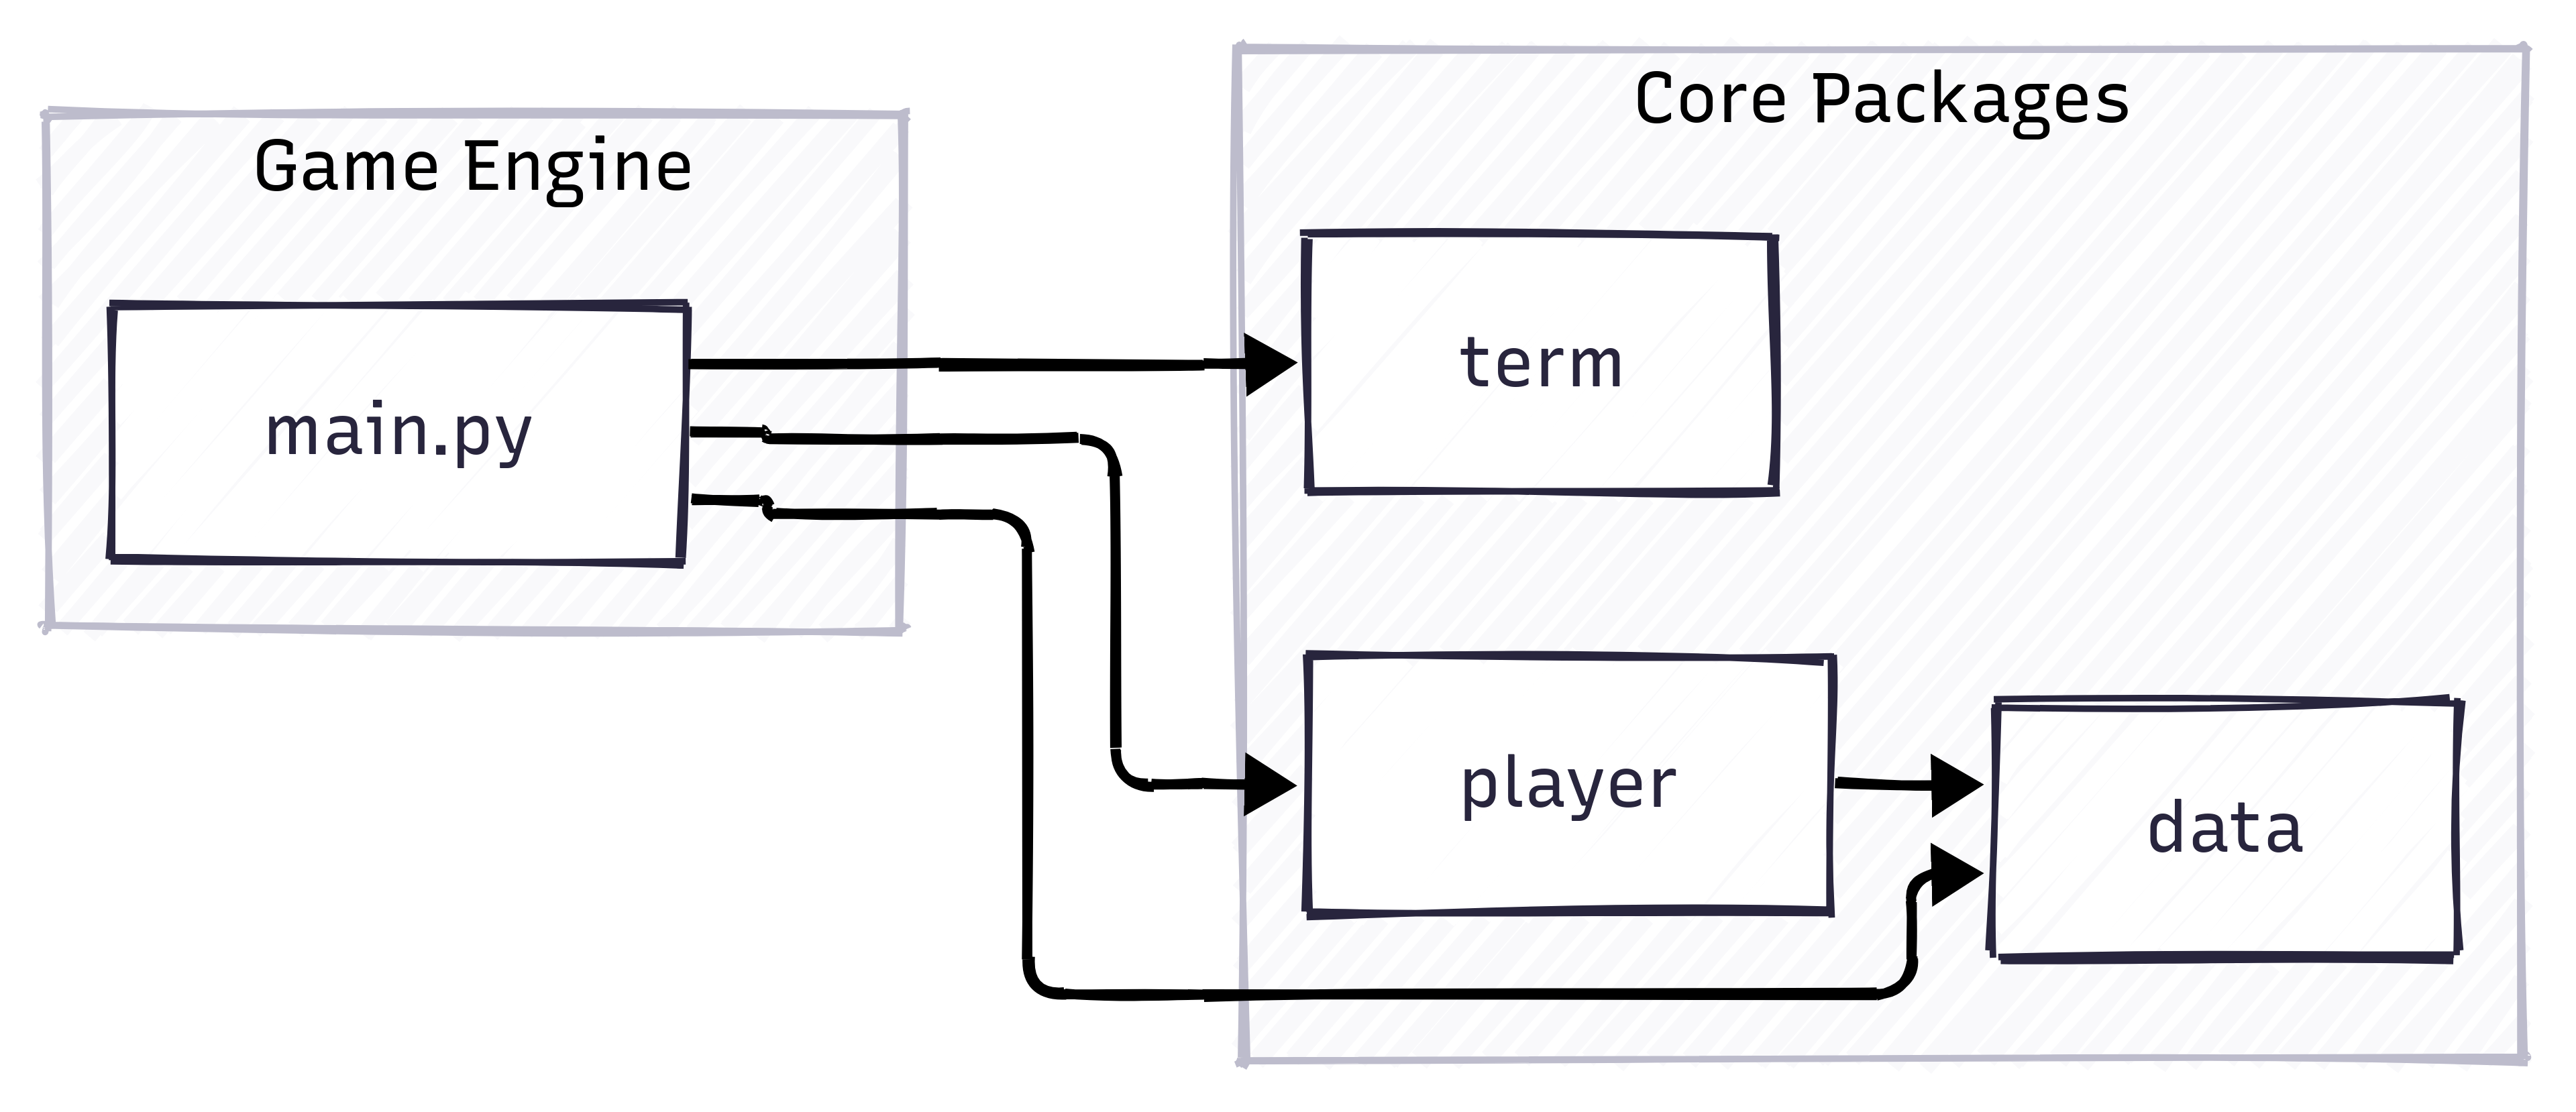 Game Engine
main.py
Core Packages
term
player
data